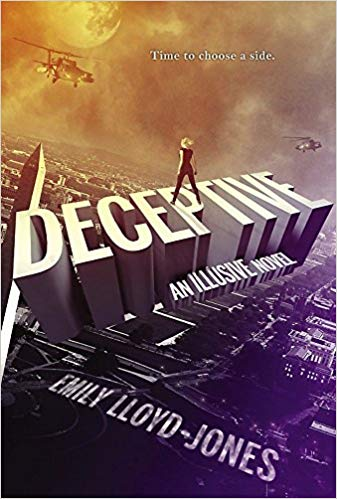 Time to choose a side.
DECEPTIVE
AN ILLUSIVE NOVEL
EMILY LLOYD-JONES